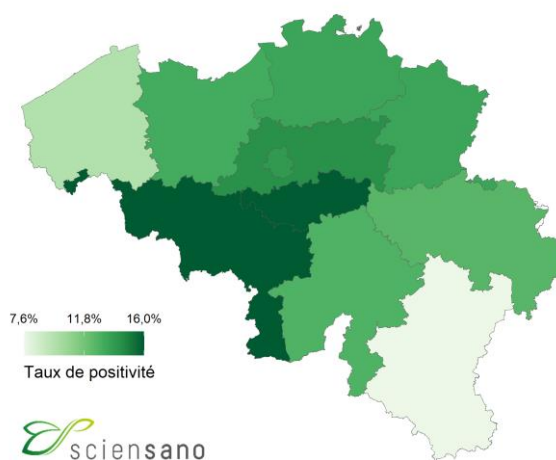 7,6% 11,8% 16,0%
Taux de positivité
sciensano